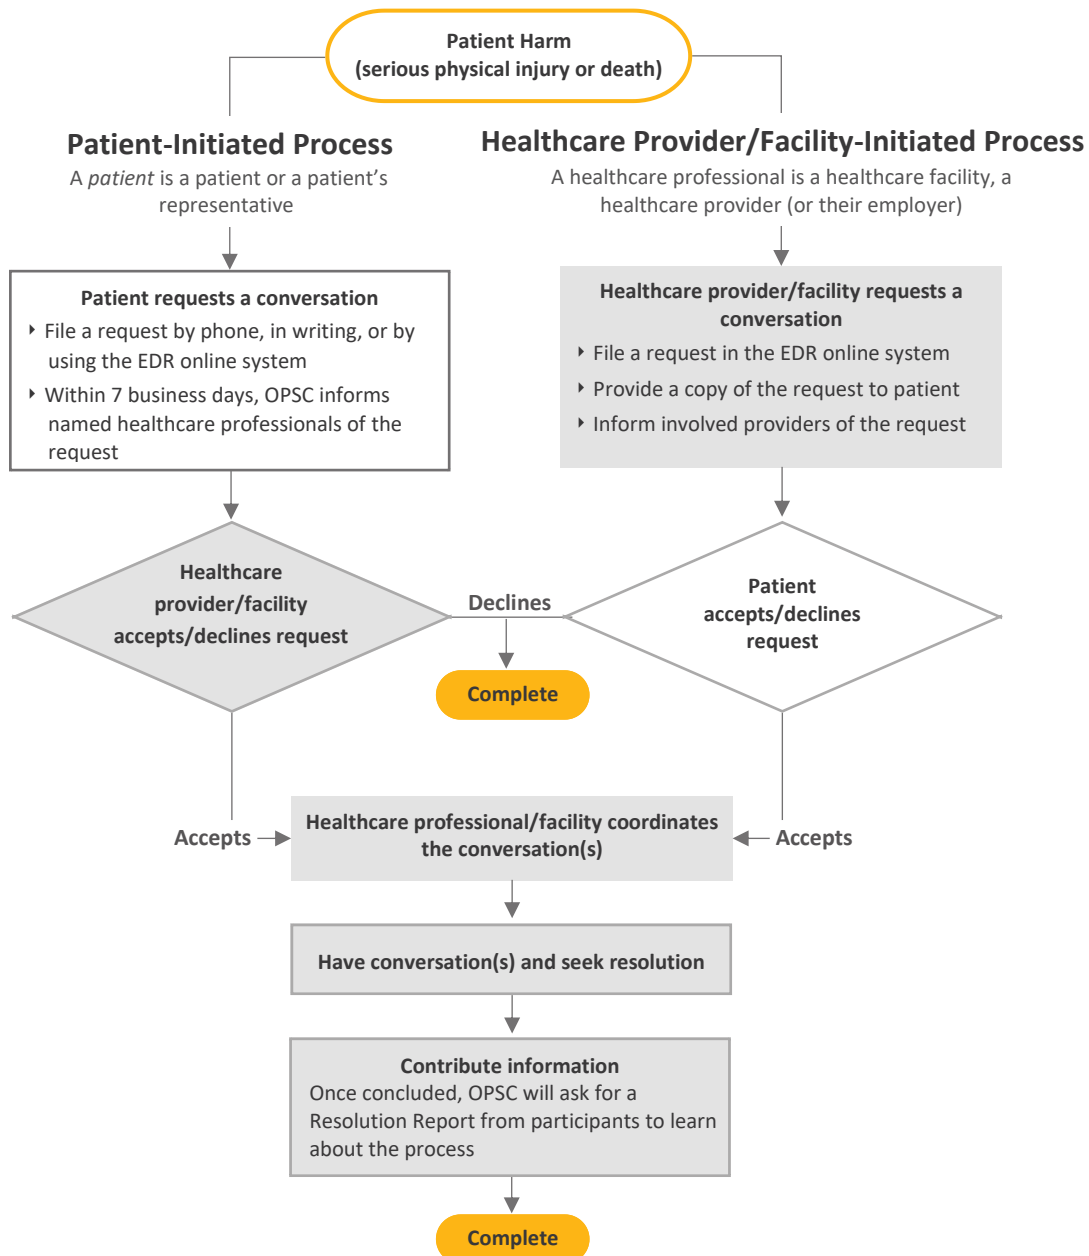 Patient Harm
(serious physical injury or death)
Patient-Initiated Process
A patient is a patient or a patient's
representative
Healthcare Provider/Facility-Initiated Process
A healthcare professional is a healthcare facility, a
healthcare provider (or their employer)
Patient requests a conversation
‣ File a request by phone, in writing, or by
using the EDR online system
‣ Within 7 business days, OPSC informs
named healthcare professionals of the
request
Healthcare provider/facility requests a
conversation
‣ File a request in the EDR online system
‣ Provide a copy of the request to patient
‣ Inform involved providers of the request
Healthcare
provider/facility
accepts/declines request
Declines
Patient
accepts/declines
request
Complete
Accepts
Healthcare professional/facility coordinates
the conversation(s)
Accepts
Have conversation(s) and seek resolution
Contribute information
Once concluded, OPSC will ask for a
Resolution Report from participants to learn
about the process
Complete